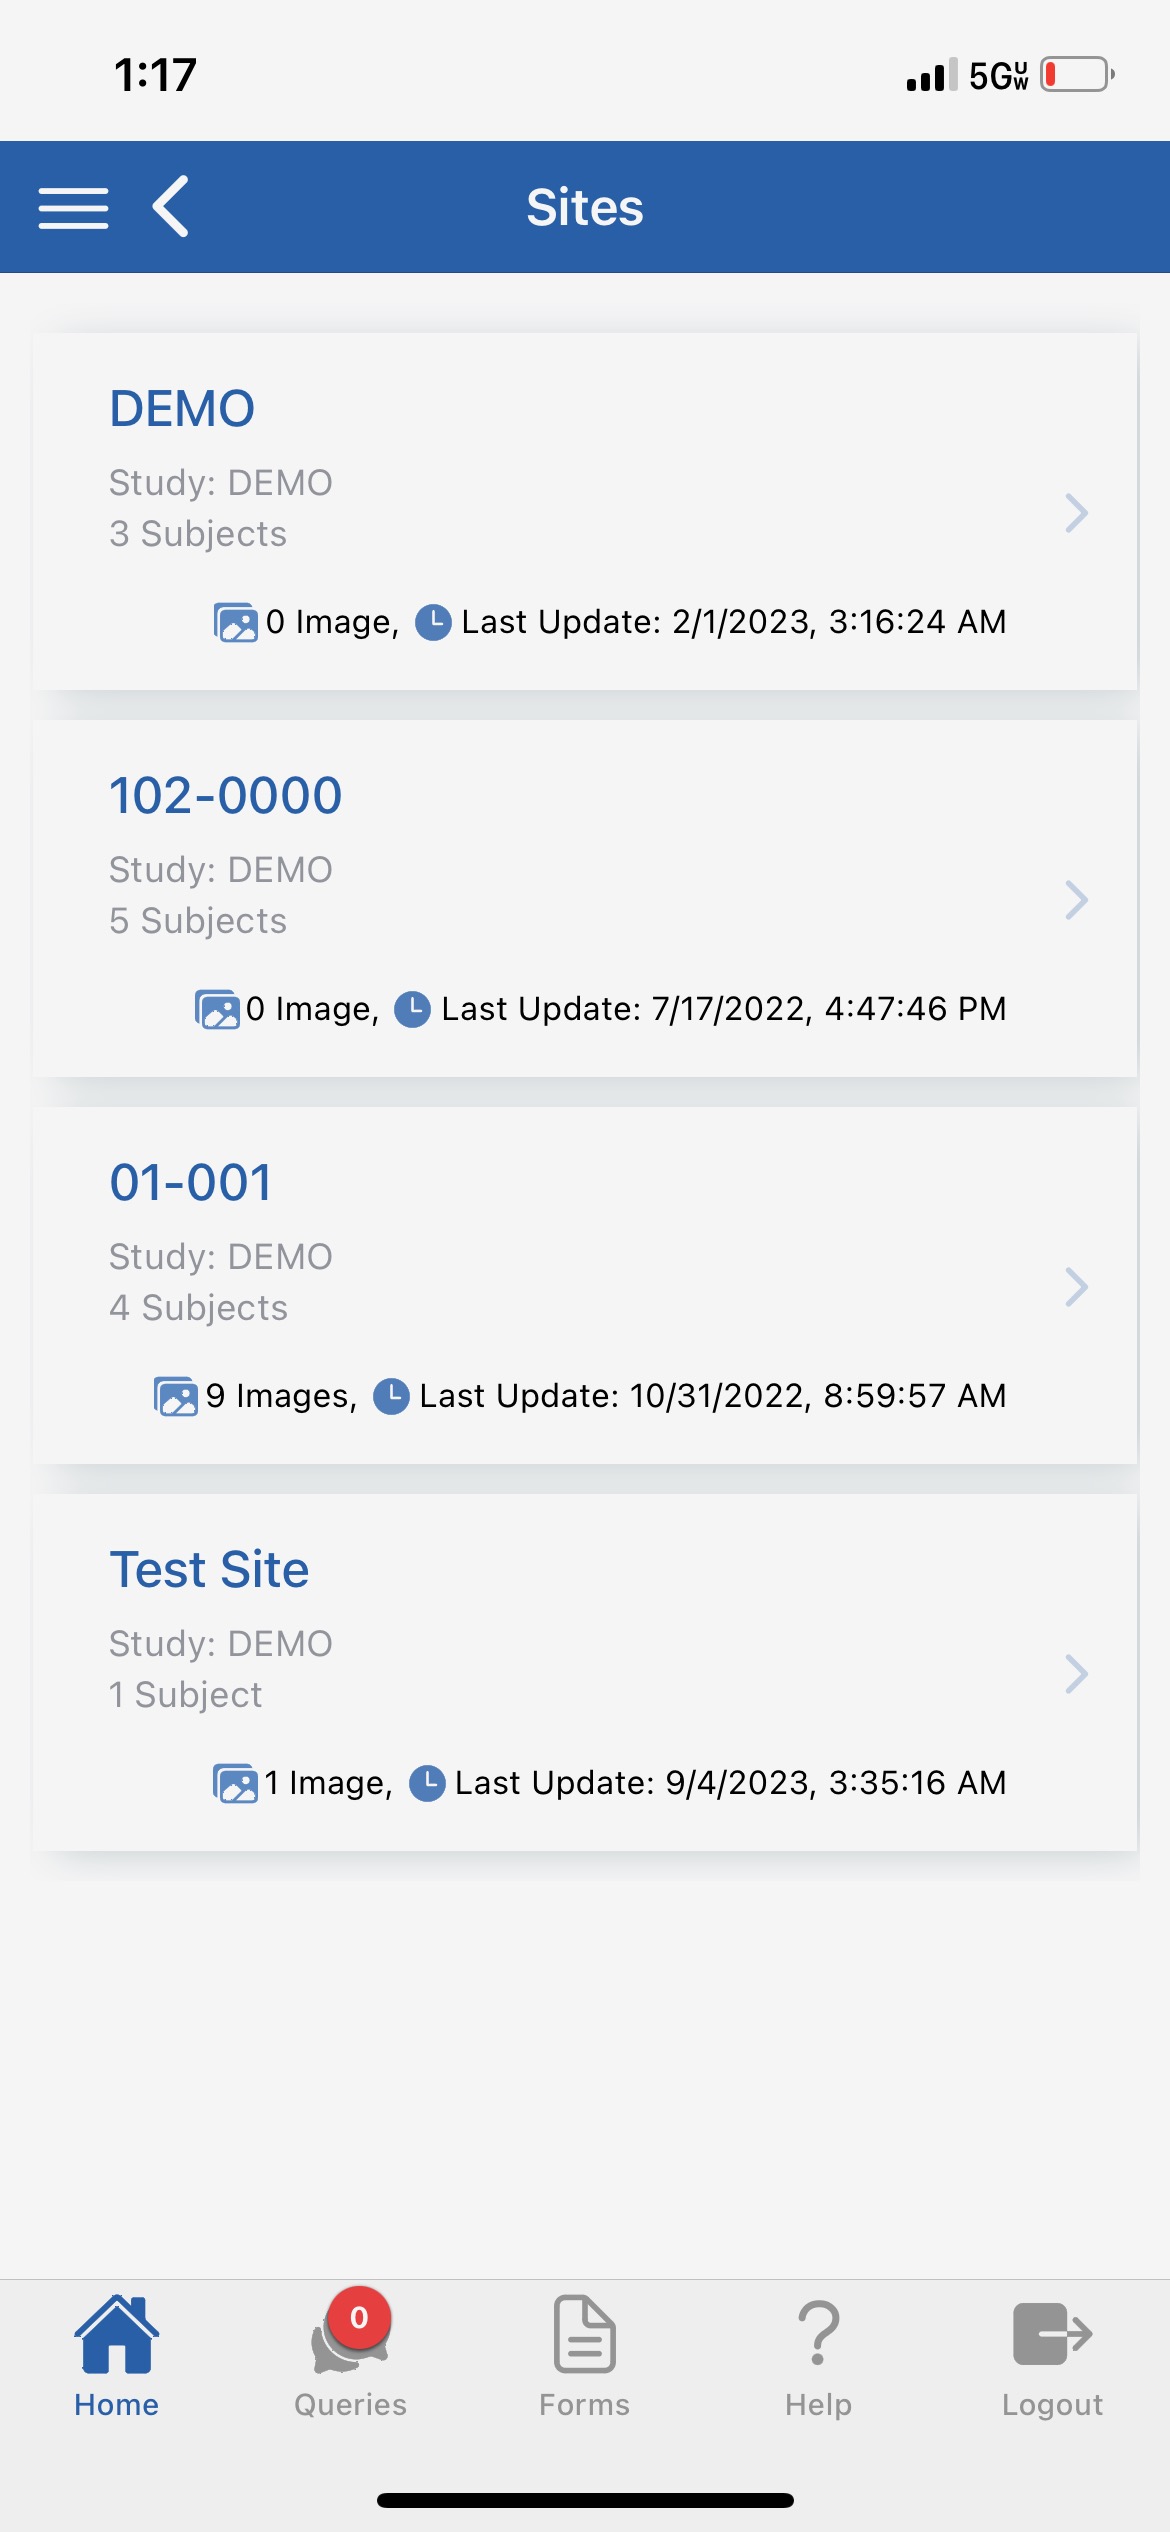 1:17
5GUW
Sites
DEMO
Study: DEMO
3 Subjects
0 Image, Last Update: 2/1/2023, 3:16:24 AM
102-0000
Study: DEMO
5 Subjects
0 Image, Last Update: 7/17/2022, 4:47:46 PM
01-001
Study: DEMO
4 Subjects
9 Images, Last Update: 10/31/2022, 8:59:57 AM
Test Site
Study: DEMO
1 Subject
1 Image, Last Update: 9/4/2023, 3:35:16 AM
0
Home
Queries
Forms
Help
Logout